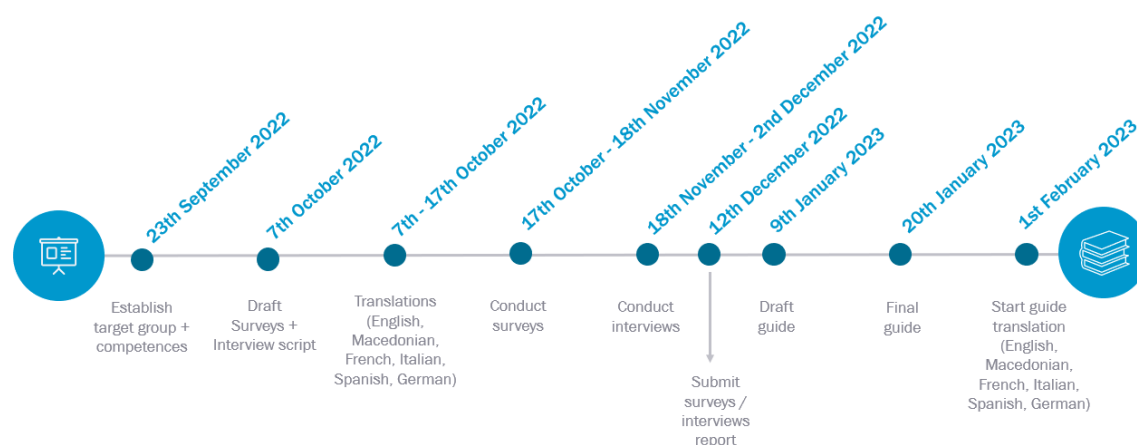 23th September 2022
7th October 2022
7th - 17th October 2022
17th October - 18th November 2022
18th November - 2nd December 2022
12th December 2022
9th January 2023
20th January 2023
1st February 2023
Establish
target group +
competences
Draft
Surveys +
Interview script
Translations
(English,
Macedonian,
French, Italian,
Spanish, German)
Conduct
surveys
Conduct
interviews
Submit
surveys /
interviews
report
Draft
guide
Final
guide
Start guide
translation
(English,
Macedonian,
French, Italian,
Spanish, German)